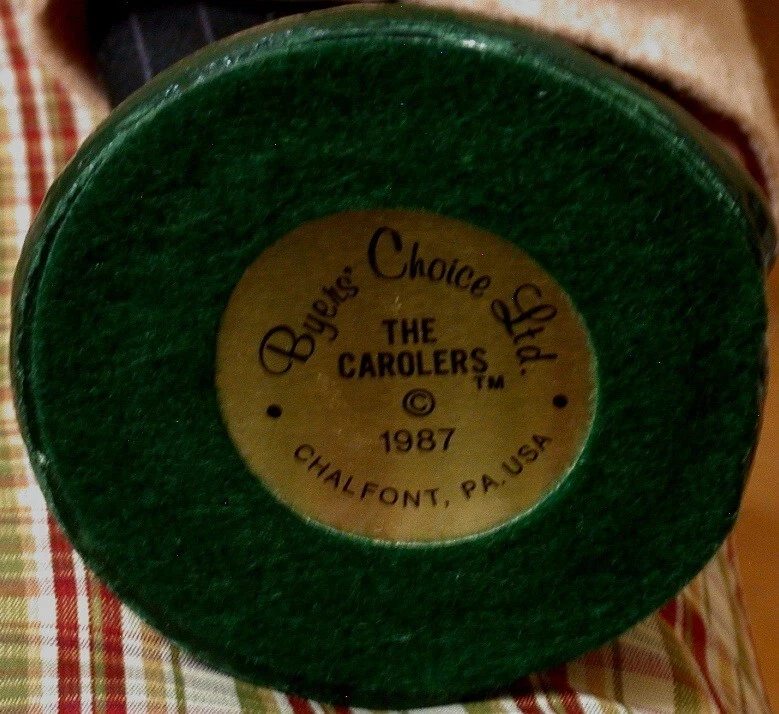 Byers' Choice Ltd.
THE
CAROLERS™
©
1987
CHALFONT, PA. USA